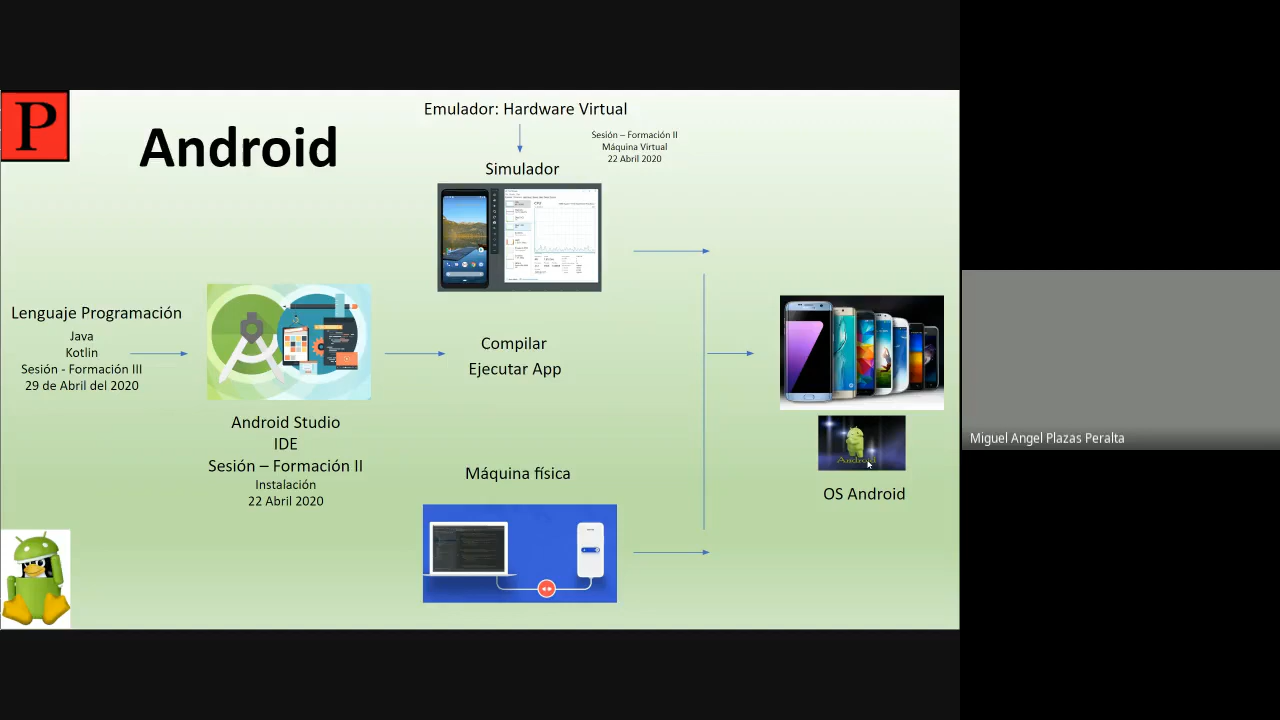 P
Android
Emulador: Hardware Virtual
Sesión – Formación II
Máquina Virtual
22 Abril 2020
Simulador
Lenguaje Programación
Java
Kotlin
Sesión - Formación III
29 de Abril del 2020
Android Studio
IDE
Sesión – Formación II
Instalación
22 Abril 2020
Compilar
Ejecutar App
Máquina física
Android
OS Android
Miguel Angel Plazas Peralta